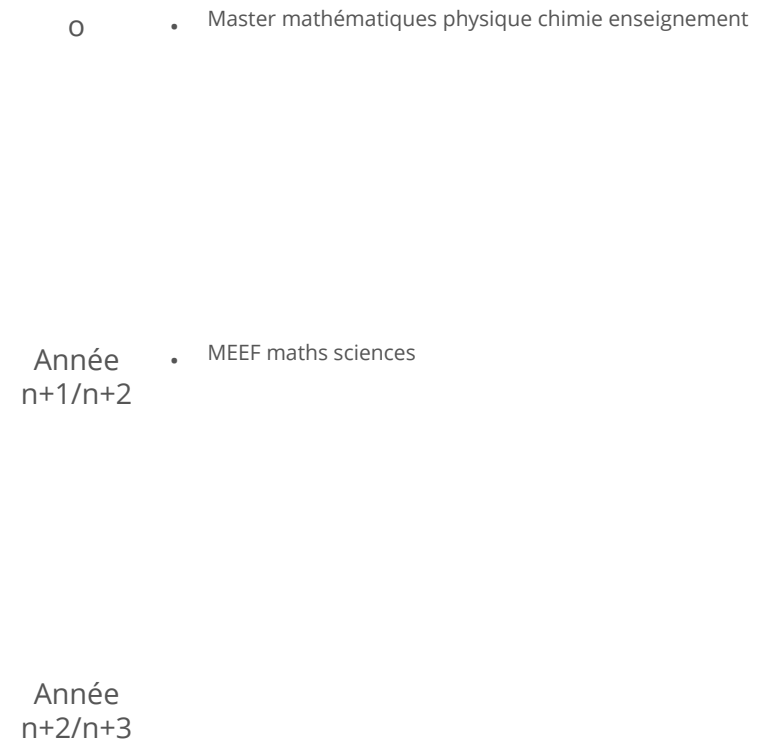 o
• Master mathématiques physique chimie enseignement
Année
n+1/n+2
• MEEF maths sciences
Année
n+2/n+3